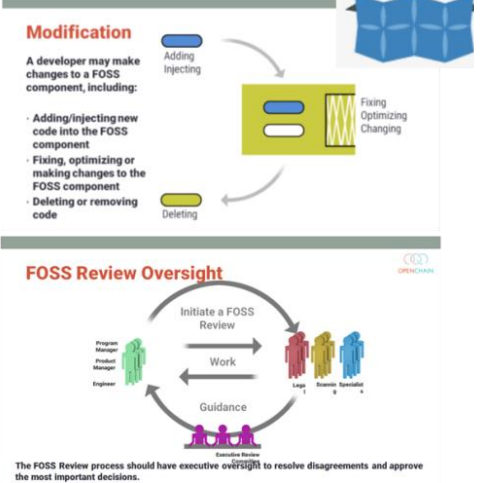 Modification
A developer may make
changes to a FOSS
component, including:
· Adding/injecting new
code into the FOSS
component
· Fixing, optimizing or
making changes to the
FOSS component
· Deleting or removing
code
Adding
Injecting
Fixing
Optimizing
Changing
Deleting
FOSS Review Oversight
OPENCHAIN
Initiate a FOSS
Review
Work
Guidance
Program
Manager
Product
Manager
Engineer
Lega
l
Scannin
g
Specialist
s
Executive Review
Committee
The FOSS Review process should have executive oversight to resolve disagreements and approve
the most important decisions.